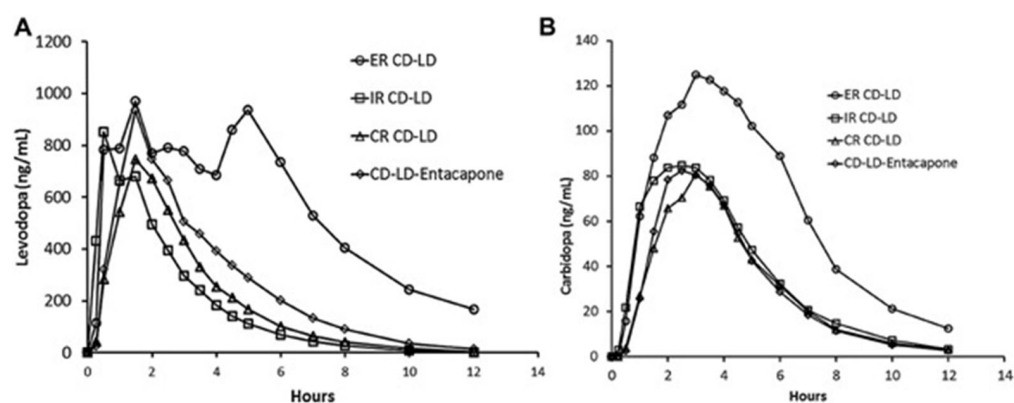 A
Levodopa (ng/mL)
1200
1000
800
600
400
200
0
0 2 4 6 8 10 12 14
Hours
ER CD-LD
IR CD-LD
CR CD-LD
CD-LD-Entacapone
B
Carbidopa (ng/mL)
140
120
100
80
60
40
20
0
0 2 4 6 8 10 12 14
Hours
ER CD-LD
IR CD-LD
CR CD-LD
CD-LD-Entacapone